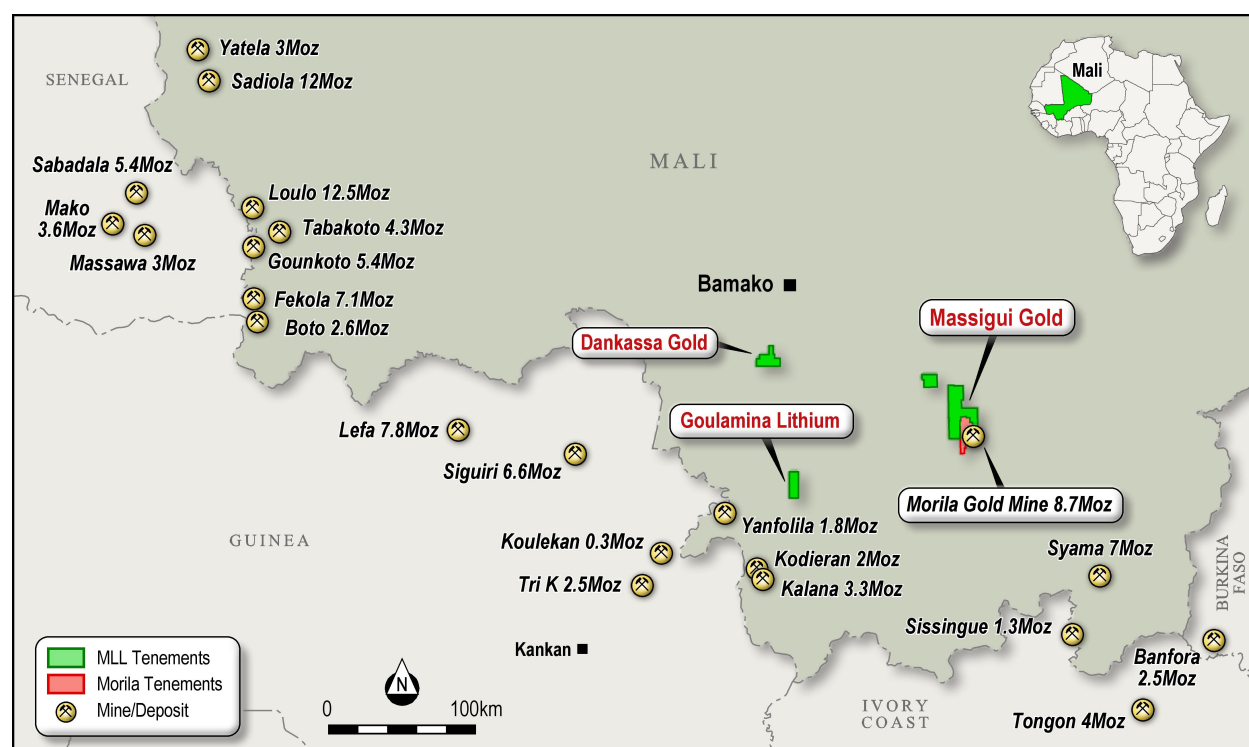 Yatela 3Moz
Sadiola 12Moz
SENEGAL
Mali
MALI
Sabadala 5.4Moz
Mako
3.6Moz
Massawa 3Moz
Loulo 12.5Moz
Tabakoto 4.3Moz
Gounkoto 5.4Moz
Fekola 7.1Moz
Boto 2.6Moz
Bamako
Massigui Gold
Dankassa Gold
Goulamina Lithium
Lefa 7.8Moz
Siguiri 6.6Moz
Morila Gold Mine 8.7Moz
Yanfolila 1.8Moz
GUINEA
Koulekan 0.3Moz
Tri K 2.5Moz
Kodieran 2Moz
Kalana 3.3Moz
Syama 7Moz
BURKINA
FASO
Sissingue 1.3Moz
Banfora
2.5Moz
Kankan
IVORY
COAST
Tongon 4Moz
MLL Tenements
Morila Tenements
Mine/Deposit
N
0 100km